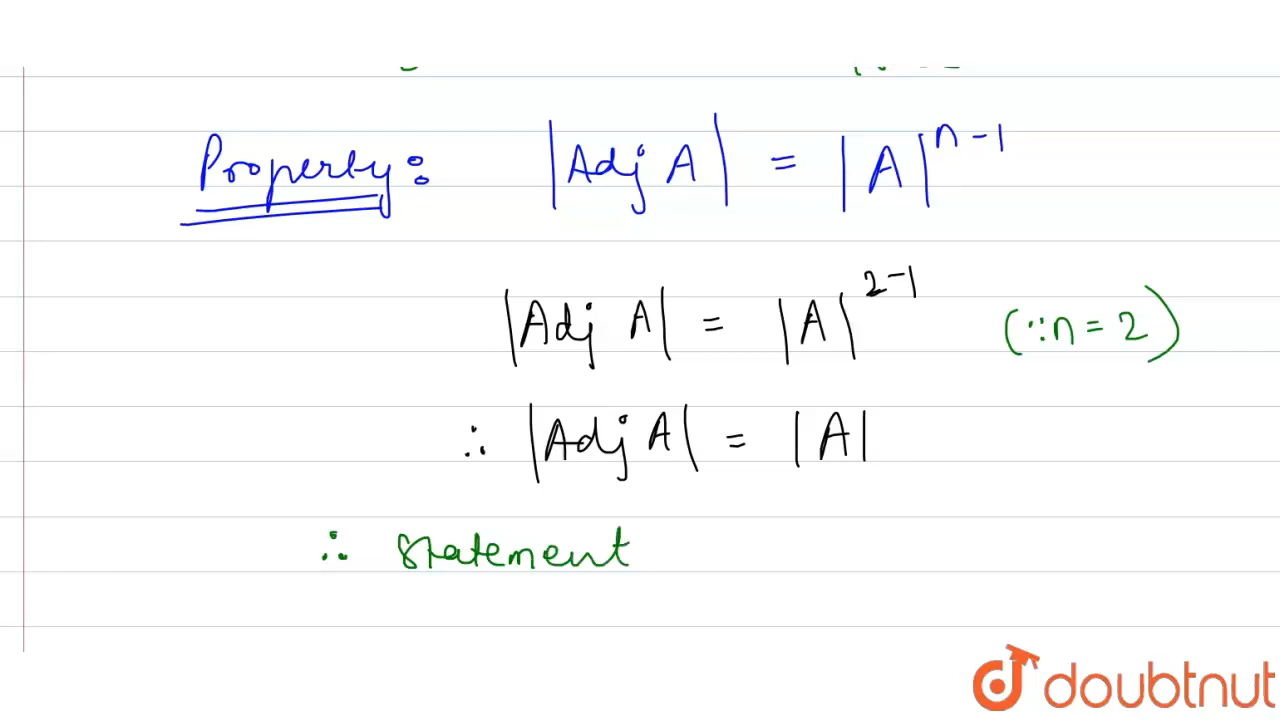 Property: |Adj A| = |A|^{n-1}
|Adj A| = |A|^{2-1} (∵ n = 2)
∴ |Adj A| = |A|
∴ statement
doubtnut